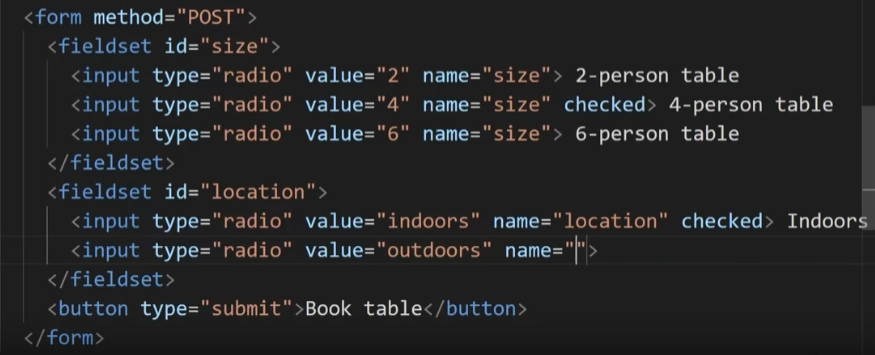 <form method="POST">
<fieldset id="size">
<input type="radio" value="2" name="size"> 2-person table
<input type="radio" value="4" name="size" checked> 4-person table
<input type="radio" value="6" name="size"> 6-person table
</fieldset>
<fieldset id="location">
<input type="radio" value="indoors" name="location" checked> Indoors
<input type="radio" value="outdoors" name="">
</fieldset>
<button type="submit">Book table</button>
</form>